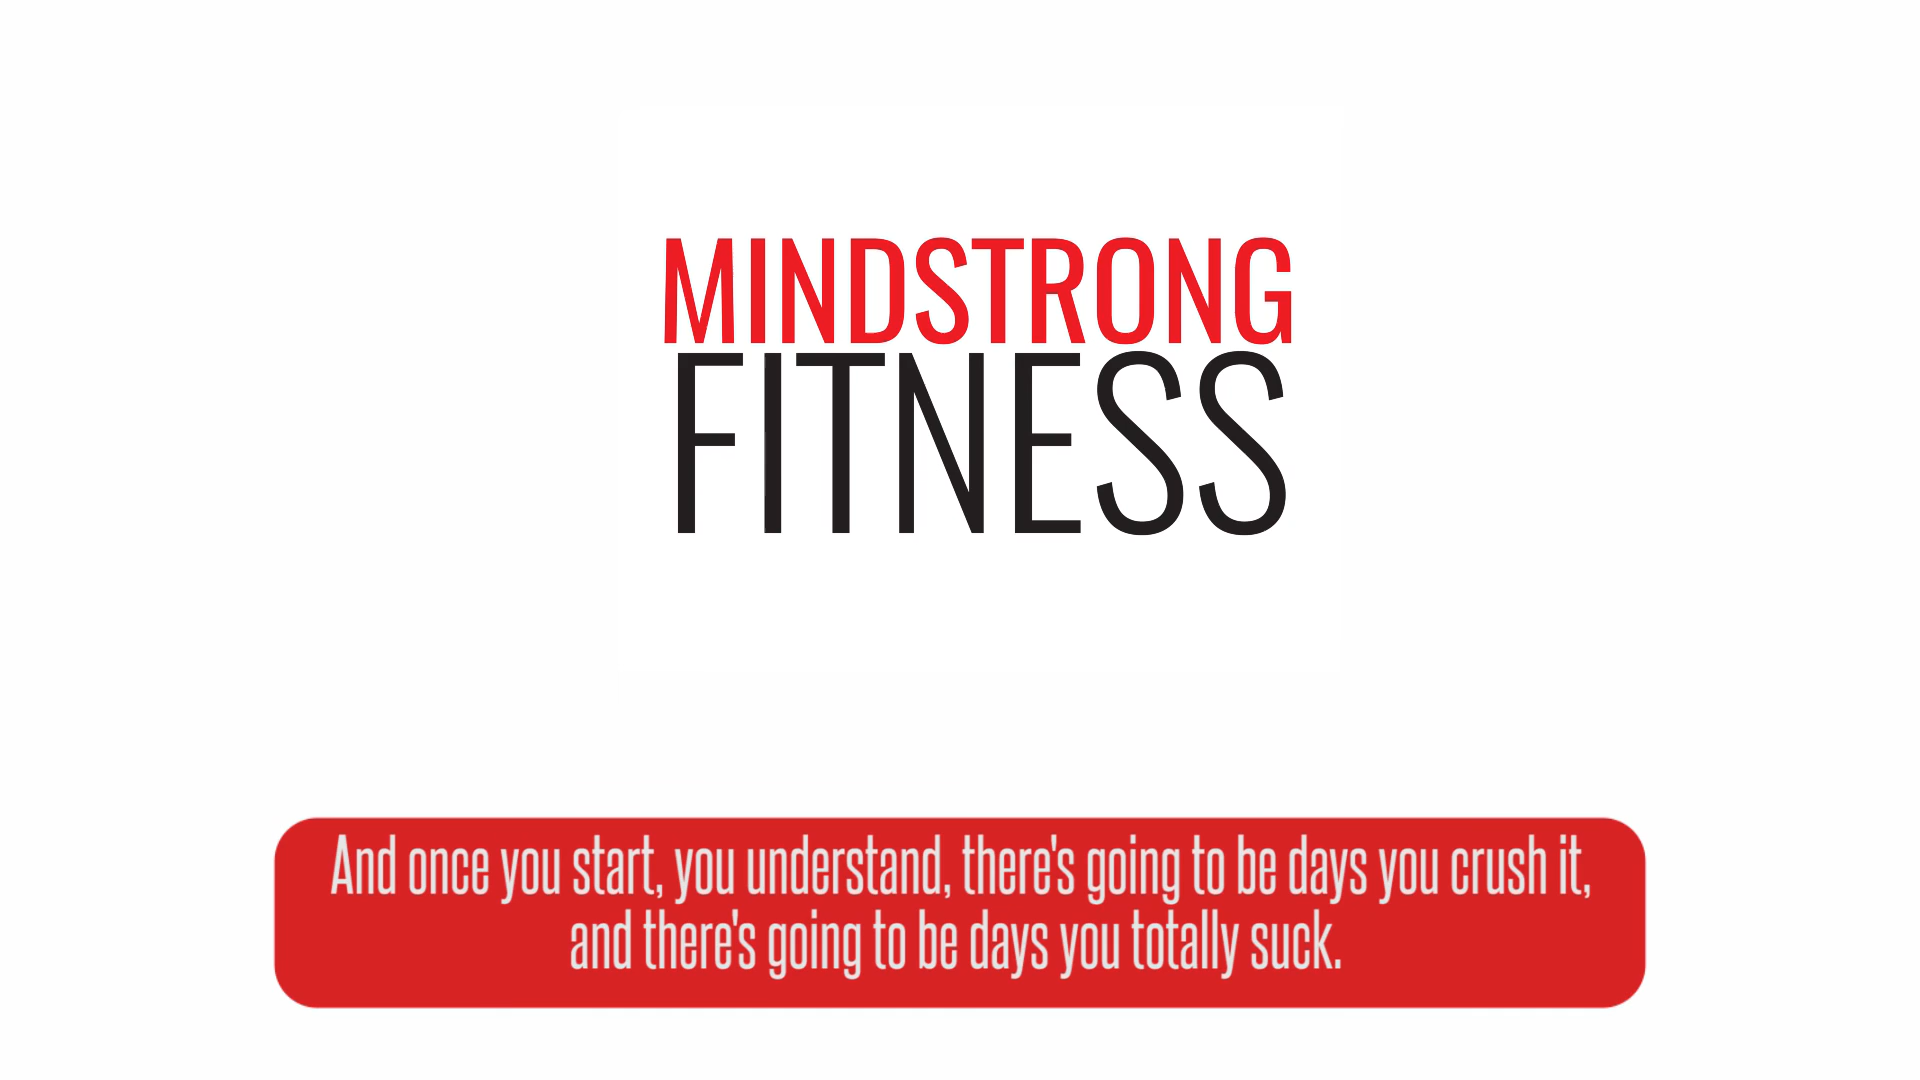 MINDSTRONG
FITNESS
And once you start, you understand, there's going to be days you crush it,
and there's going to be days you totally suck.